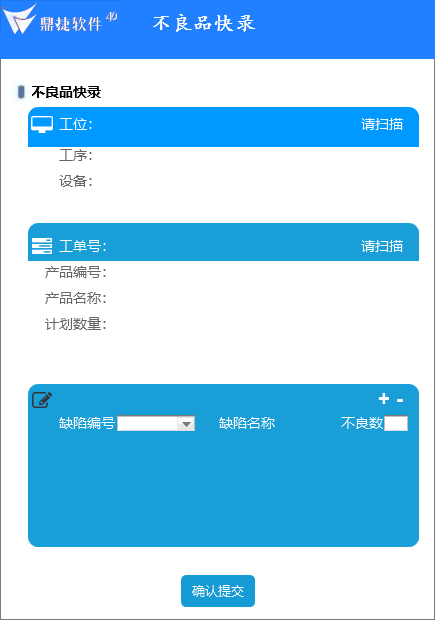 鼎捷软件 40 不良品快录
不良品快录
工位： 请扫描
工序：
设备：
工单号： 请扫描
产品编号：
产品名称：
计划数量：
+ -
缺陷编号 缺陷名称 不良数
确认提交